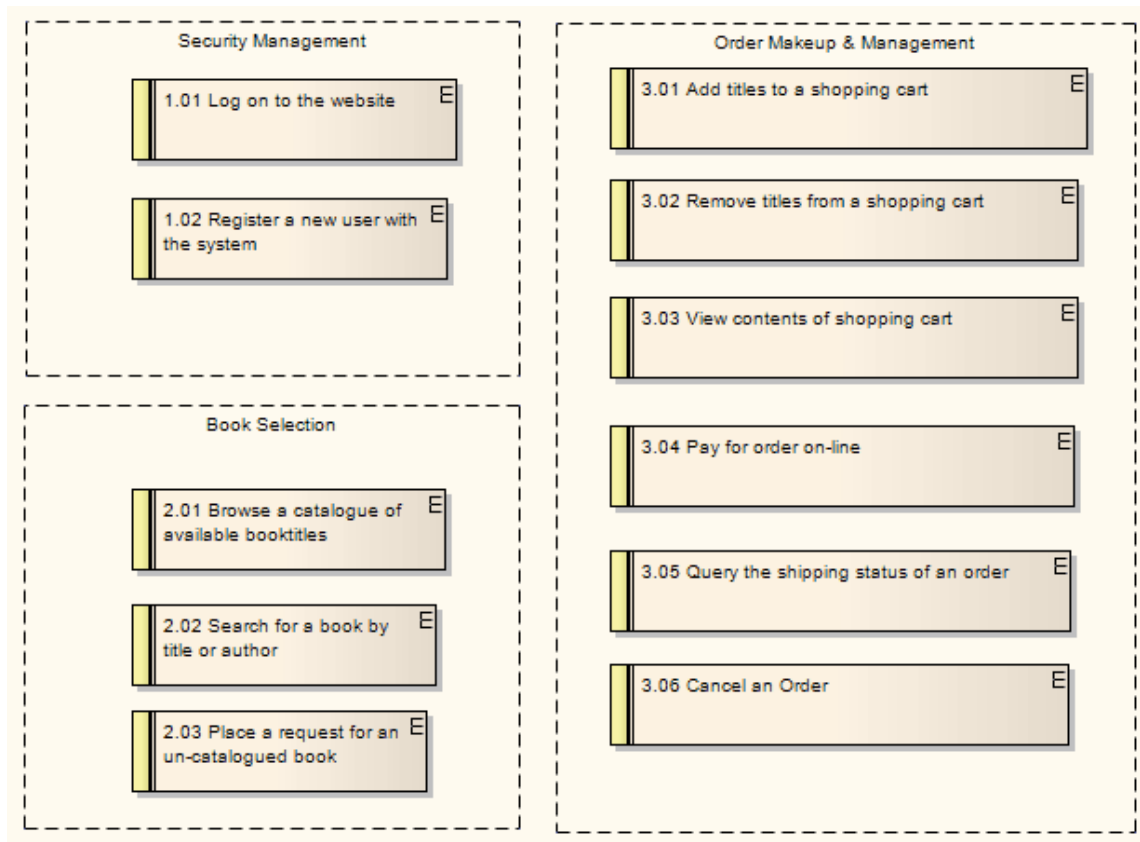 Security Management
1.01 Log on to the website
E
1.02 Register a new user with
the system
E
Book Selection
2.01 Browse a catalogue of
available booktitles
E
2.02 Search for a book by
title or author
E
2.03 Place a request for an
un-catalogued book
E
Order Makeup & Management
3.01 Add titles to a shopping cart
E
3.02 Remove titles from a shopping cart
E
3.03 View contents of shopping cart
E
3.04 Pay for order on-line
E
3.05 Query the shipping status of an order
E
3.06 Cancel an Order
E